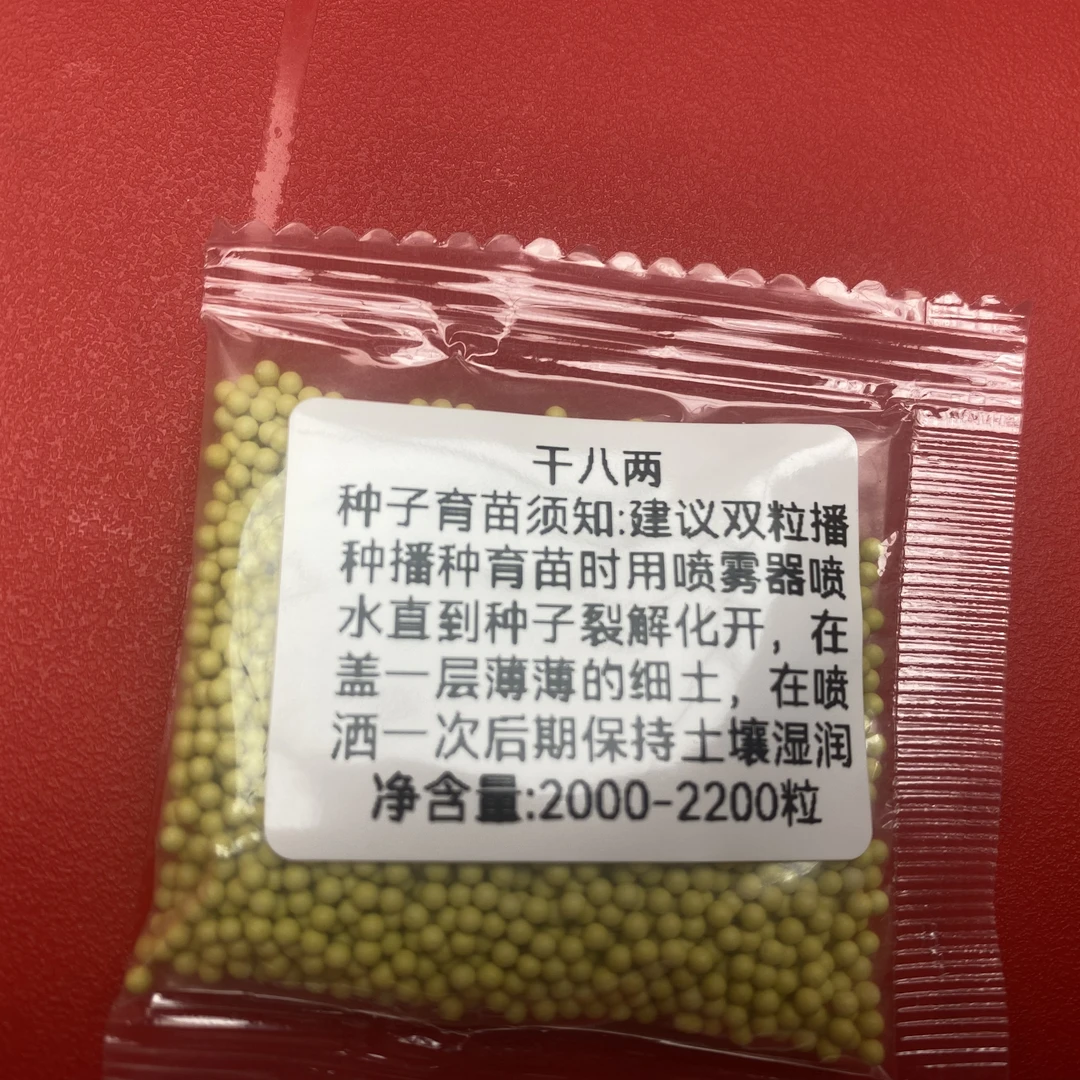 干八两
种子育苗须知:建议双粒播
种播种育苗时用喷雾器喷
水直到种子裂解化开，在
盖一层薄薄的细土，在喷
洒一次后期保持土壤湿润
净含量:2000-2200粒